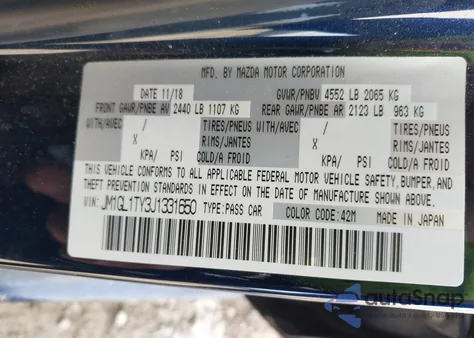 MFD. BY MAZDA MOTOR CORPORATION
DATE 11/18 GVWR/PNBV 4552 LB 2065 KG
FRONT GAWR/PNBE AV 2440 LB 1107 KG REAR GAWR/PNBE AR 2123 LB 963 KG
WITH/AVEC / TIRES/PNEUS WITH/AVEC / TIRES/PNEUS
/ RIMS/JANTES / RIMS/JANTES
KPA/ PSI COLD/A FROID KPA/ PSI COLD/A FROID
THIS VEHICLE CONFORMS TO ALL APPLICABLE FEDERAL MOTOR VEHICLE SAFETY, BUMPER, AND
THEFT PREVENTION STANDARDS IN EFFECT ON THE DATE OF MANUFACTURE SHOWN ABOVE.
VIN: JM1GL1TY3J1331650 TYPE: PASS CAR COLOR CODE: 42M MADE IN JAPAN
autoSnap